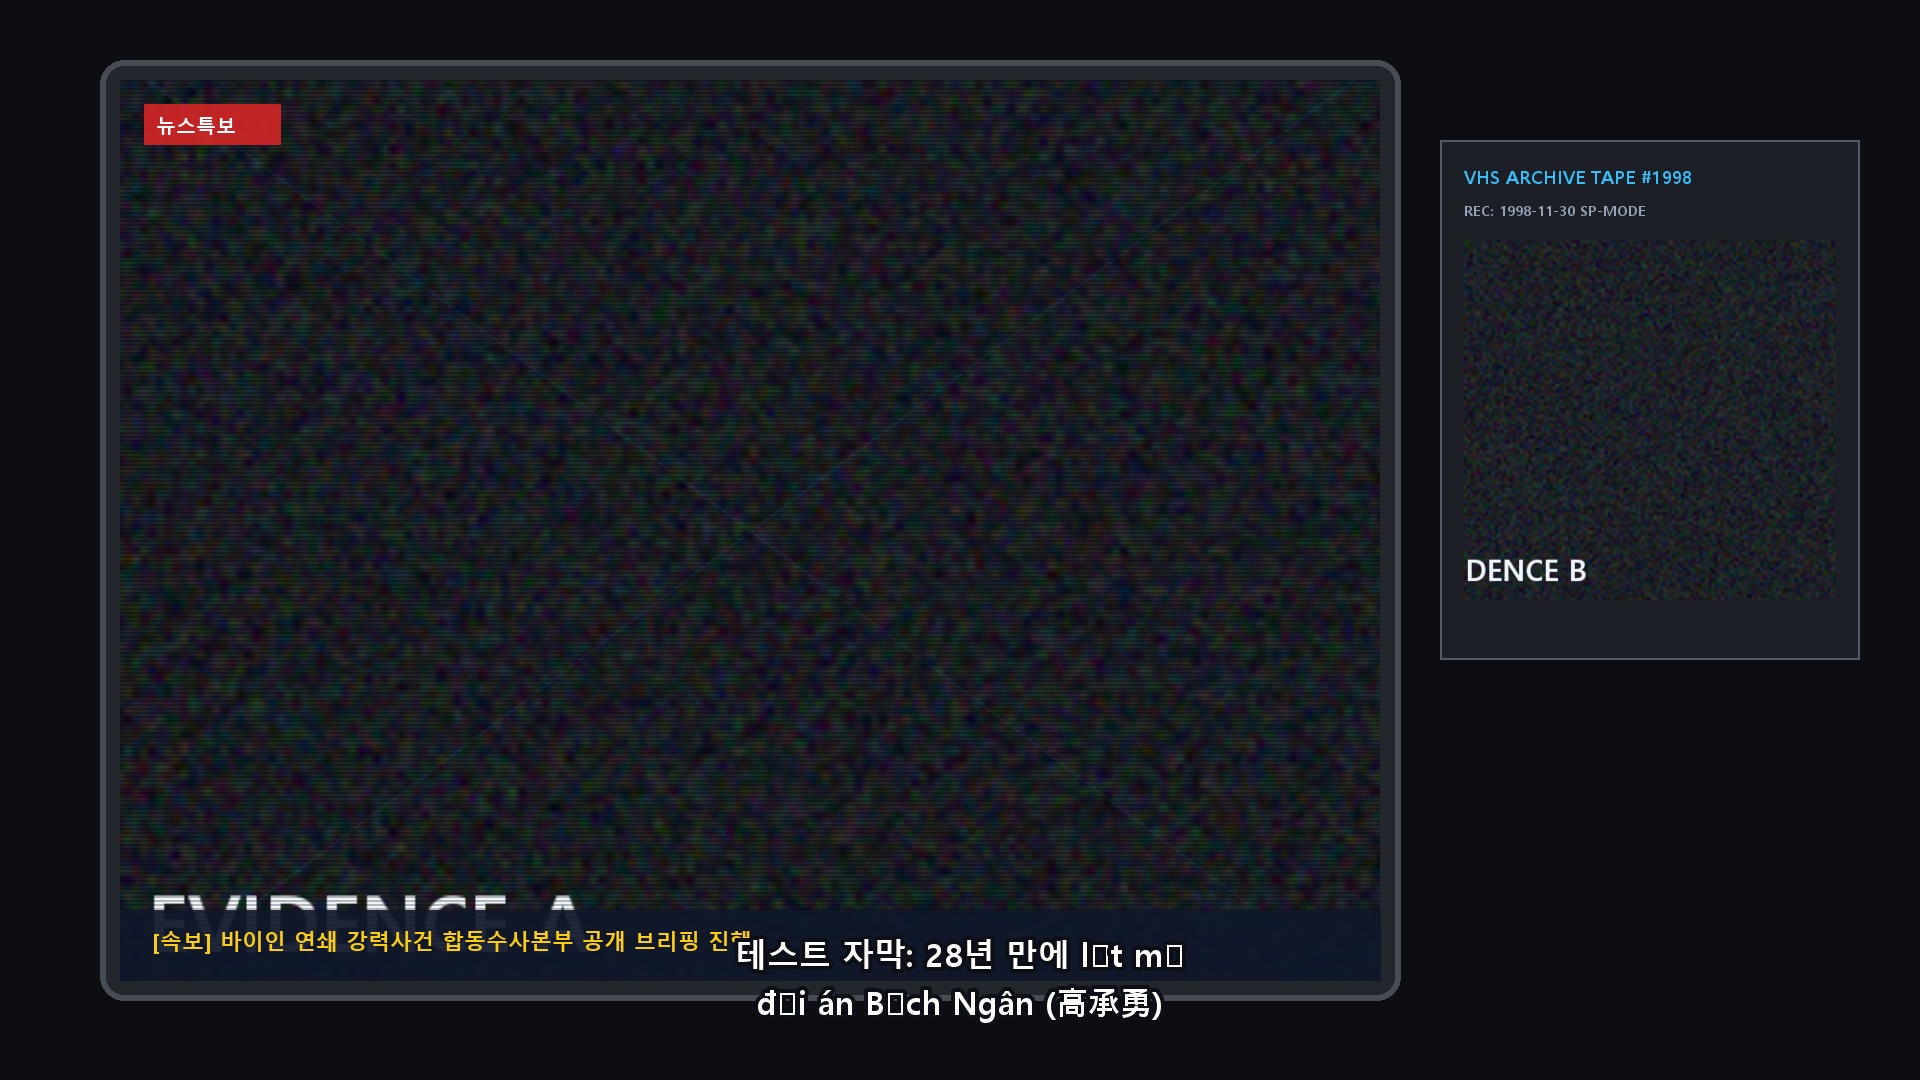 뉴스특보
VHS ARCHIVE TAPE #1998
REC: 1998-11-30 SP-MODE
DENCE B
EVIDENCE A
[속보] 바이인 연쇄 강력사건 합동수사본부 공개 브리핑 진행
테스트 자막: 28년 만에 l□t m□
đ□i án B□ch Ngân (高承勇)